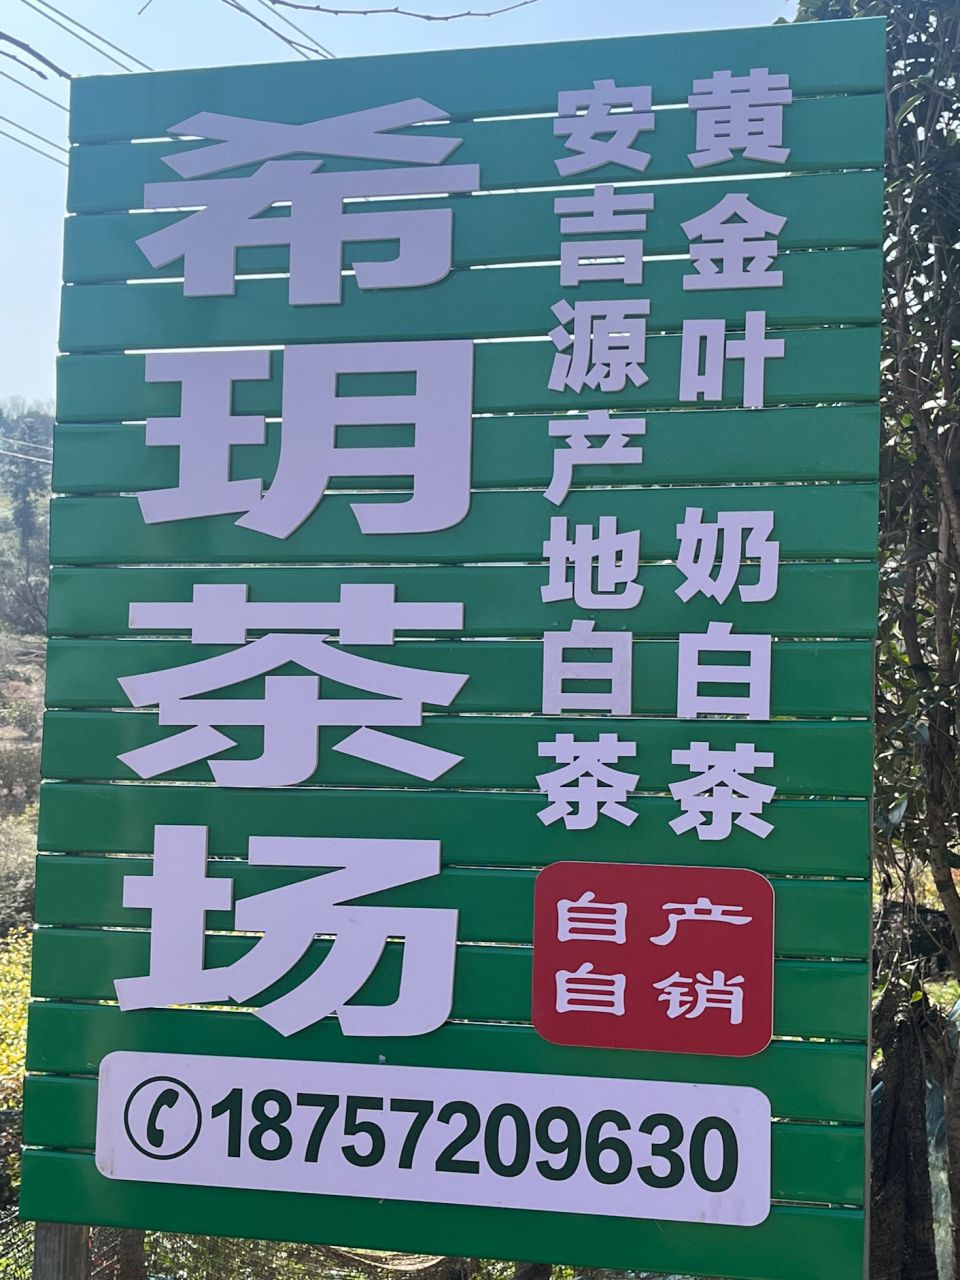 希玥茶场
黄金叶 奶白茶
安吉源产地白茶
自产
自销
18757209630